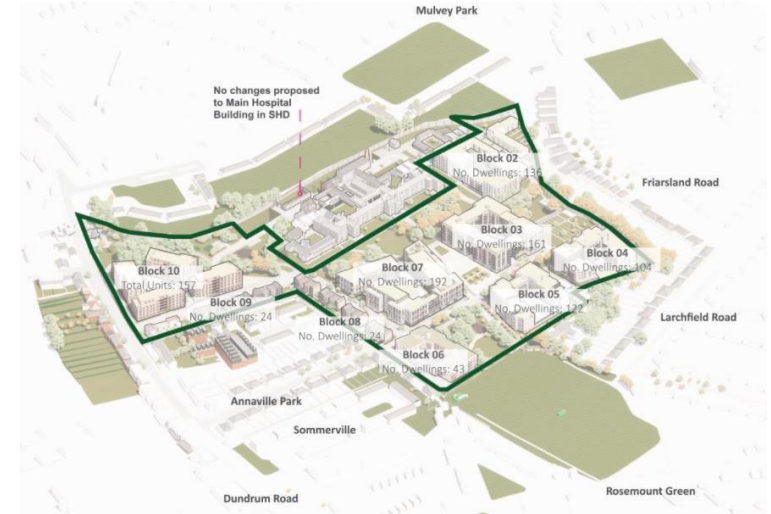 Mulvey Park
No changes proposed
to Main Hospital
Building in SHD
Block 02
No. Dwellings: 136
Friarsland Road
Block 03
No. Dwellings: 161
Block 04
No. Dwellings: 104
Block 10
Total Units: 157
Block 07
No. Dwellings: 192
Block 09
No. Dwellings: 24
Block 05
No. Dwellings: 122
Block 08
No. Dwellings: 24
Larchfield Road
Block 06
No. Dwellings: 43
Annaville Park
Sommerville
Rosemount Green
Dundrum Road